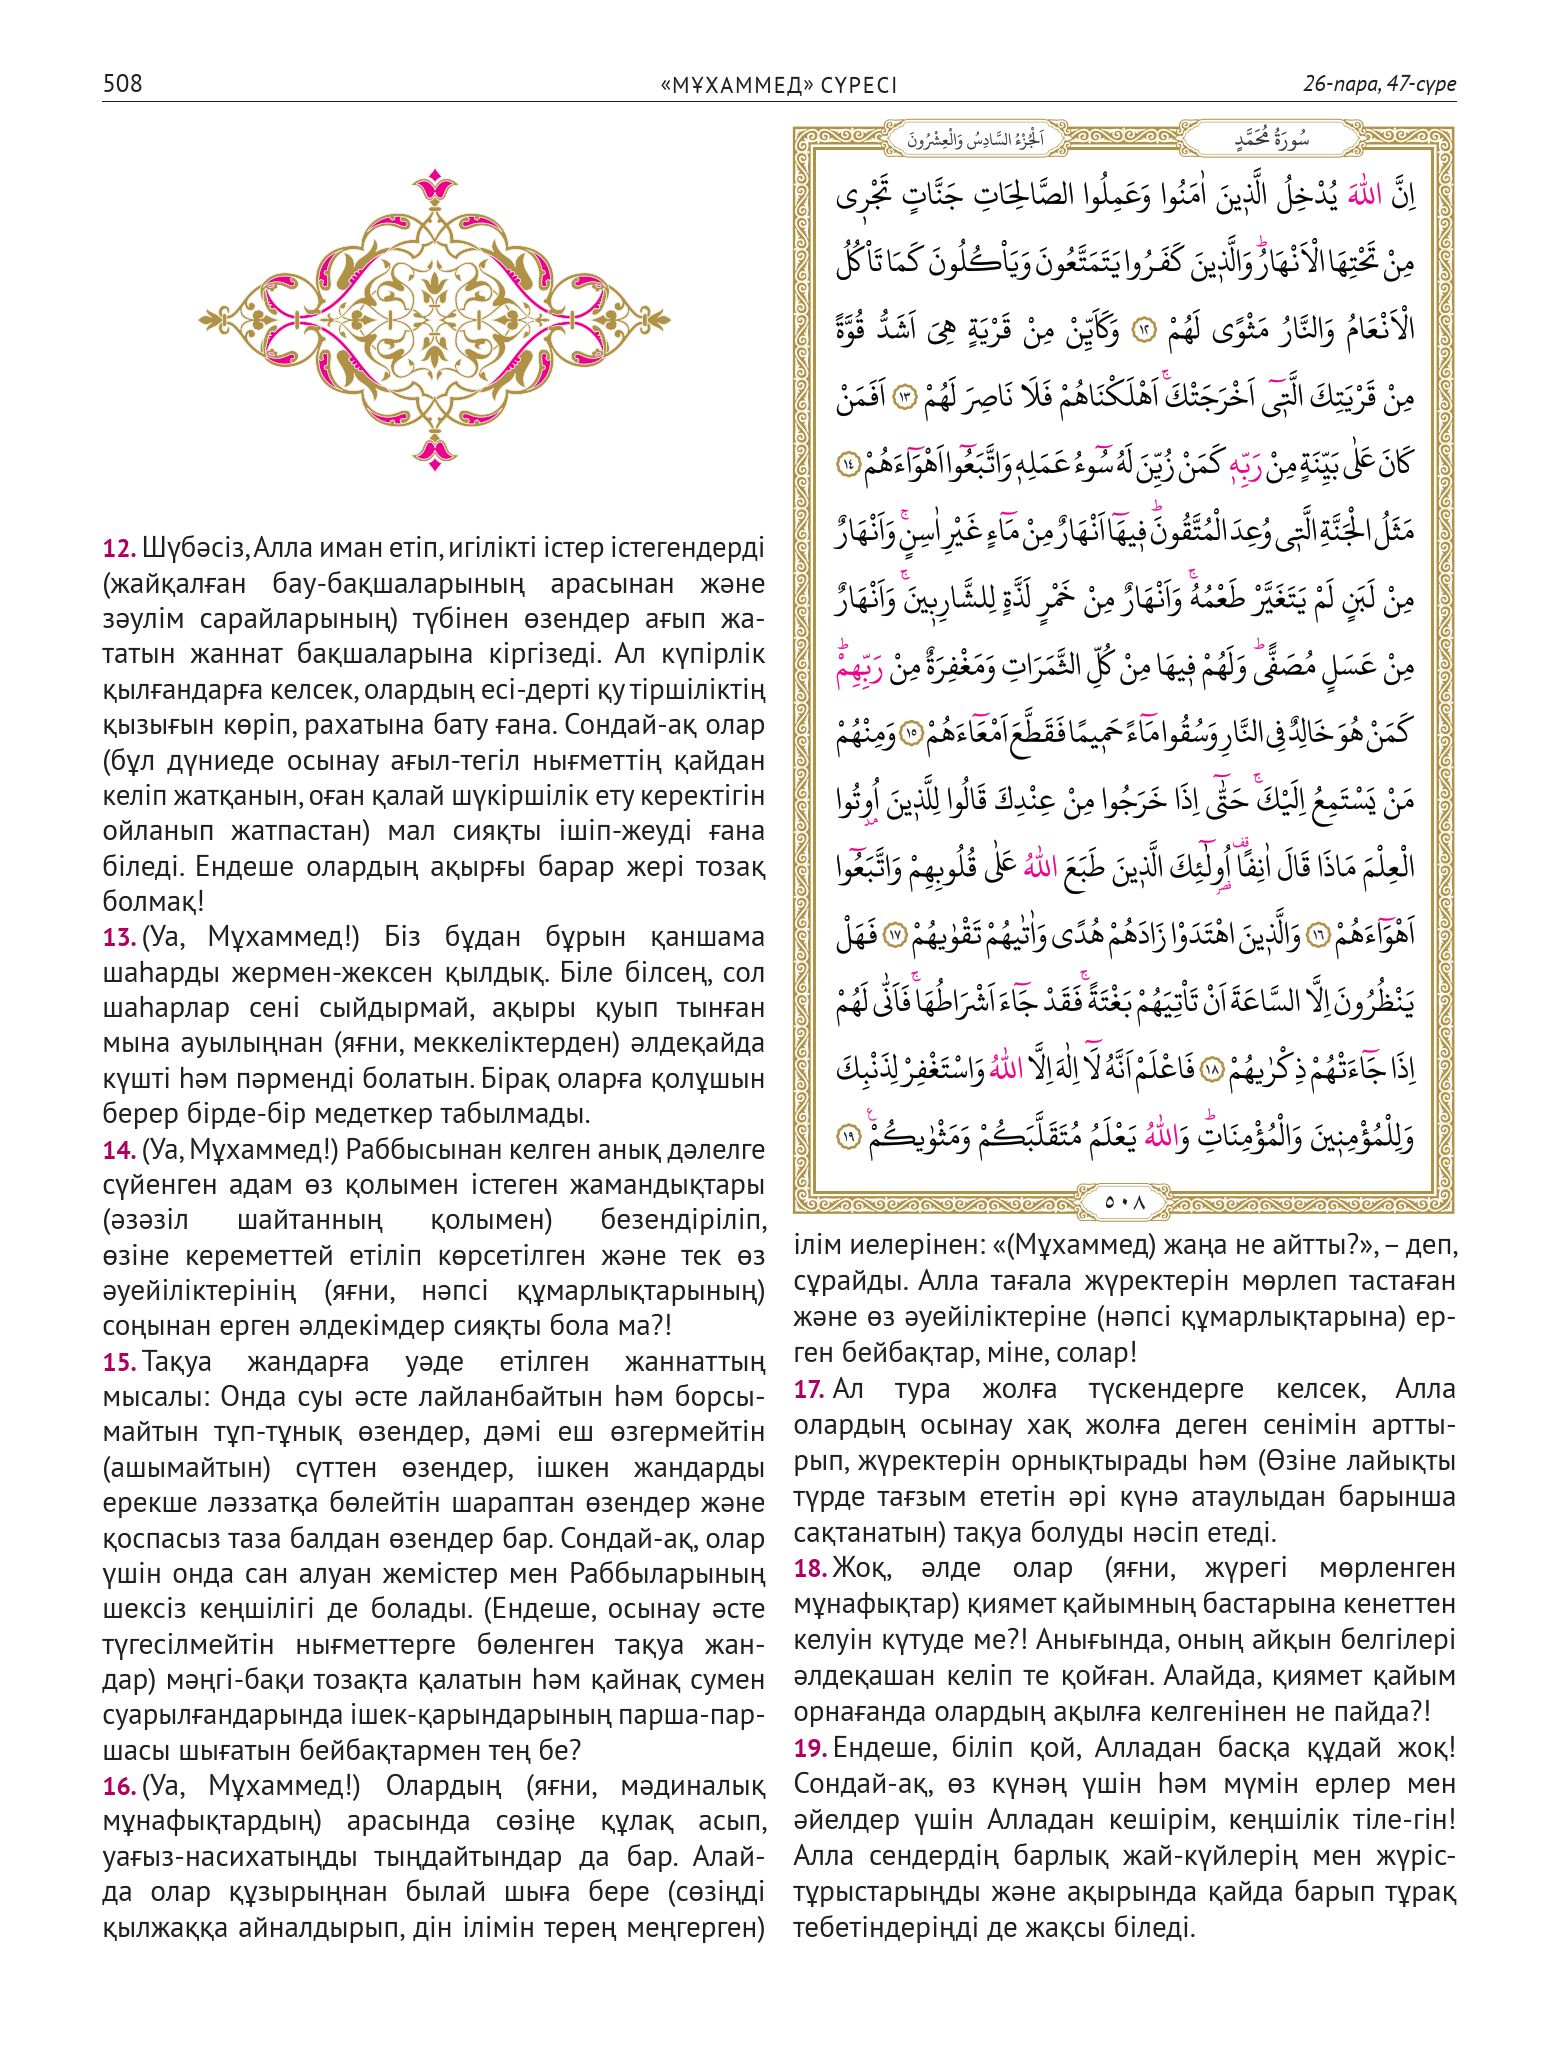 508
«МҰХАММЕД» СҮРЕСІ
26-пара, 47-сүре
12. Шүбәсіз, Алла иман етіп, игілікті істер істегендерді
(жайқалған бау-бақшаларының арасынан және
зәулім сарайларының) түбінен өзендер ағып жа-
татын жаннат бақшаларына кіргізеді. Ал күпірлік
қылғандарға келсек, олардың есі-дерті қу тіршіліктің
қызығын көріп, рахатына бату ғана. Сондай-ақ олар
(бұл дүниеде осынау ағыл-тегіл нығметтің қайдан
келіп жатқанын, оған қалай шүкіршілік ету керектігін
ойланып жатпастан) мал сияқты ішіп-жеуді ғана
біледі. Ендеше олардың ақырғы барар жері тозақ
болмақ!
13. (Уа, Мұхаммед!) Біз бұдан бұрын қаншама
шаһарды жермен-жексен қылдық. Біле білсең, сол
шаһарлар сені сыйдырмай, ақыры қуып тынған
мына ауылыңнан (яғни, меккеліктерден) әлдеқайда
күшті һәм пәрменді болатын. Бірақ оларға қолұшын
берер бірде-бір медеткер табылмады.
14. (Уа, Мұхаммед!) Раббысынан келген анық дәлелге
сүйенген адам өз қолымен істеген жамандықтары
(әзәзіл шайтанның қолымен) безендіріліп,
өзіне кереметтей етіліп көрсетілген және тек өз
әуейіліктерінің (яғни, нәпсі құмарлықтарының)
соңынан ерген әлдекімдер сияқты бола ма?!
15. Тақуа жандарға уәде етілген жаннаттың
мысалы: Онда суы әсте лайланбайтын һәм борсы-
майтын тұп-тұнық өзендер, дәмі еш өзгермейтін
(ашымайтын) сүттен өзендер, ішкен жандарды
ерекше ләззатқа бөлейтін шараптан өзендер және
қоспасыз таза балдан өзендер бар. Сондай-ақ, олар
үшін онда сан алуан жемістер мен Раббыларының
шексіз кеңшілігі де болады. (Ендеше, осынау әсте
түгесілмейтін нығметтерге бөленген тақуа жан-
дар) мәңгі-бақи тозақта қалатын һәм қайнақ сумен
суарылғандарында ішек-қарындарының парша-пар-
шасы шығатын бейбақтармен тең бе?
16. (Уа, Мұхаммед!) Олардың (яғни, мәдиналық
мұнафықтардың) арасында сөзіңе құлақ асып,
уағыз-насихатыңды тыңдайтындар да бар. Алай-
да олар құзырыңнан былай шыға бере (сөзіңді
қылжаққа айналдырып, дін ілімін терең меңгерген)
سُورَةُ مُحَمَّدٍ
اَلْجُزْءُ السَّادِسُ وَالْعِشْرُونَ
اِنَّ اللّٰهَ يُدْخِلُ الَّذ۪ينَ اٰمَنُوا وَعَمِلُوا الصَّالِحَاتِ جَنَّاتٍ تَجْر۪ى
مِنْ تَحْتِهَا الْاَنْهَارُۜ وَالَّذ۪ينَ كَفَرُوا يَتَمَتَّعُونَ وَيَاْكُلُونَ كَمَا تَاْكُلُ
الْاَنْعَامُ وَالنَّارُ مَثْوًى لَهُمْ ﴿١٢﴾ وَكَاَيِّنْ مِنْ قَرْيَةٍ هِىَ اَشَدُّ قُوَّةً
مِنْ قَرْيَتِكَ الَّت۪ٓى اَخْرَجَتْكَۚ اَهْلَكْنَاهُمْ فَلَا نَاصِرَ لَهُمْ ﴿١٣﴾ اَفَمَنْ
كَانَ عَلٰى بَيِّنَةٍ مِنْ رَبِّه۪ كَمَنْ زُيِّنَ لَهُ سُٓوءُ عَمَلِه۪ وَاتَّبَعُٓوا اَهْوَٓاءَهُمْ ﴿١٤﴾
مَثَلُ الْجَنَّةِ الَّت۪ى وُعِدَ الْمُتَّقُونَۜ ف۪يهَٓا اَنْهَارٌ مِنْ مَٓاءٍ غَيْرِ اٰسِنٍۚ وَاَنْهَارٌ
مِنْ لَبَنٍ لَمْ يَتَغَيَّرْ طَعْمُهُۚ وَاَنْهَارٌ مِنْ خَمْرٍ لَذَّةٍ لِلشَّارِب۪ينَۚ وَاَنْهَارٌ
مِنْ عَسَلٍ مُصَفًّىۜ وَلَهُمْ ف۪يهَا مِنْ كُلِّ الثَّمَرَاتِ وَمَغْفِرَةٌ مِنْ رَبِّهِمْۜ
كَمَنْ هُوَ خَالِدٌ فِى النَّارِ وَسُقُوا مَٓاءً حَم۪يمًا فَقَطَّعَ اَمْعَٓاءَهُمْ ﴿١٥﴾ وَمِنْهُمْ
مَنْ يَسْتَمِعُ اِلَيْكَۚ حَتّٰٓى اِذَا خَرَجُوا مِنْ عِنْدِكَ قَالُوا لِلَّذ۪ينَ اُو۫تُوا
الْعِلْمَ مَاذَا قَالَ اٰنِفًا۠ اُو۬لٰٓئِكَ الَّذ۪ينَ طَبَعَ اللّٰهُ عَلٰى قُلُوبِهِمْ وَاتَّبَعُٓوا
اَهْوَٓاءَهُمْ ﴿١٦﴾ وَالَّذ۪ينَ اهْتَدَوْا زَادَهُمْ هُدًى وَاٰتٰيهُمْ تَقْوٰيهُمْ ﴿١٧﴾ فَهَلْ
يَنْظُرُونَ اِلَّا السَّاعَةَ اَنْ تَاْتِيَهُمْ بَغْتَةًۚ فَقَدْ جَٓاءَ اَشْرَاطُهَاۚ فَاَنّٰى لَهُمْ
اِذَا جَٓاءَتْهُمْ ذِكْرٰيهُمْ ﴿١٨﴾ فَاعْلَمْ اَنَّهُ لَٓا اِلٰهَ اِلَّا اللّٰهُ وَاسْتَغْفِرْ لِذَنْبِكَ
وَلِلْمُؤْمِن۪ينَ وَالْمُؤْمِنَاتِۜ وَاللّٰهُ يَعْلَمُ مُتَقَلَّبَكُمْ وَمَثْوٰيكُمْ۟ ﴿١٩﴾
٥٠٨
ілім иелерінен: «(Мұхаммед) жаңа не айтты?», – деп,
сұрайды. Алла тағала жүректерін мөрлеп тастаған
және өз әуейіліктеріне (нәпсі құмарлықтарына) ер-
ген бейбақтар, міне, солар!
17. Ал тура жолға түскендерге келсек, Алла
олардың осынау хақ жолға деген сенімін артты-
рып, жүректерін орнықтырады һәм (Өзіне лайықты
түрде тағзым ететін әрі күнә атаулыдан барынша
сақтанатын) тақуа болуды нәсіп етеді.
18. Жоқ, әлде олар (яғни, жүрегі мөрленген
мұнафықтар) қиямет қайымның бастарына кенеттен
келуін күтуде ме?! Анығында, оның айқын белгілері
әлдеқашан келіп те қойған. Алайда, қиямет қайым
орнағанда олардың ақылға келгенінен не пайда?!
19. Ендеше, біліп қой, Алладан басқа құдай жоқ!
Сондай-ақ, өз күнәң үшін һәм мүмін ерлер мен
әйелдер үшін Алладан кешірім, кеңшілік тіле-гін!
Алла сендердің барлық жай-күйлерің мен жүріс-
тұрыстарыңды және ақырында қайда барып тұрақ
тебетіндеріңді де жақсы біледі.